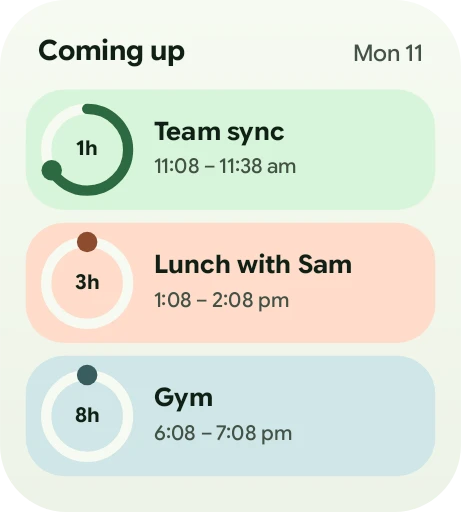 Coming up
Mon 11
1h
Team sync
11:08 – 11:38 am
3h
Lunch with Sam
1:08 – 2:08 pm
8h
Gym
6:08 – 7:08 pm